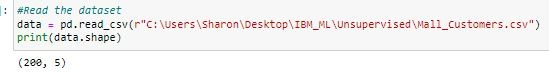 ]: #Read the dataset
data = pd.read_csv(r"C:\Users\Sharon\Desktop\IBM_ML\Unsupervised\Mall_Customers.csv")
print(data.shape)
(200, 5)